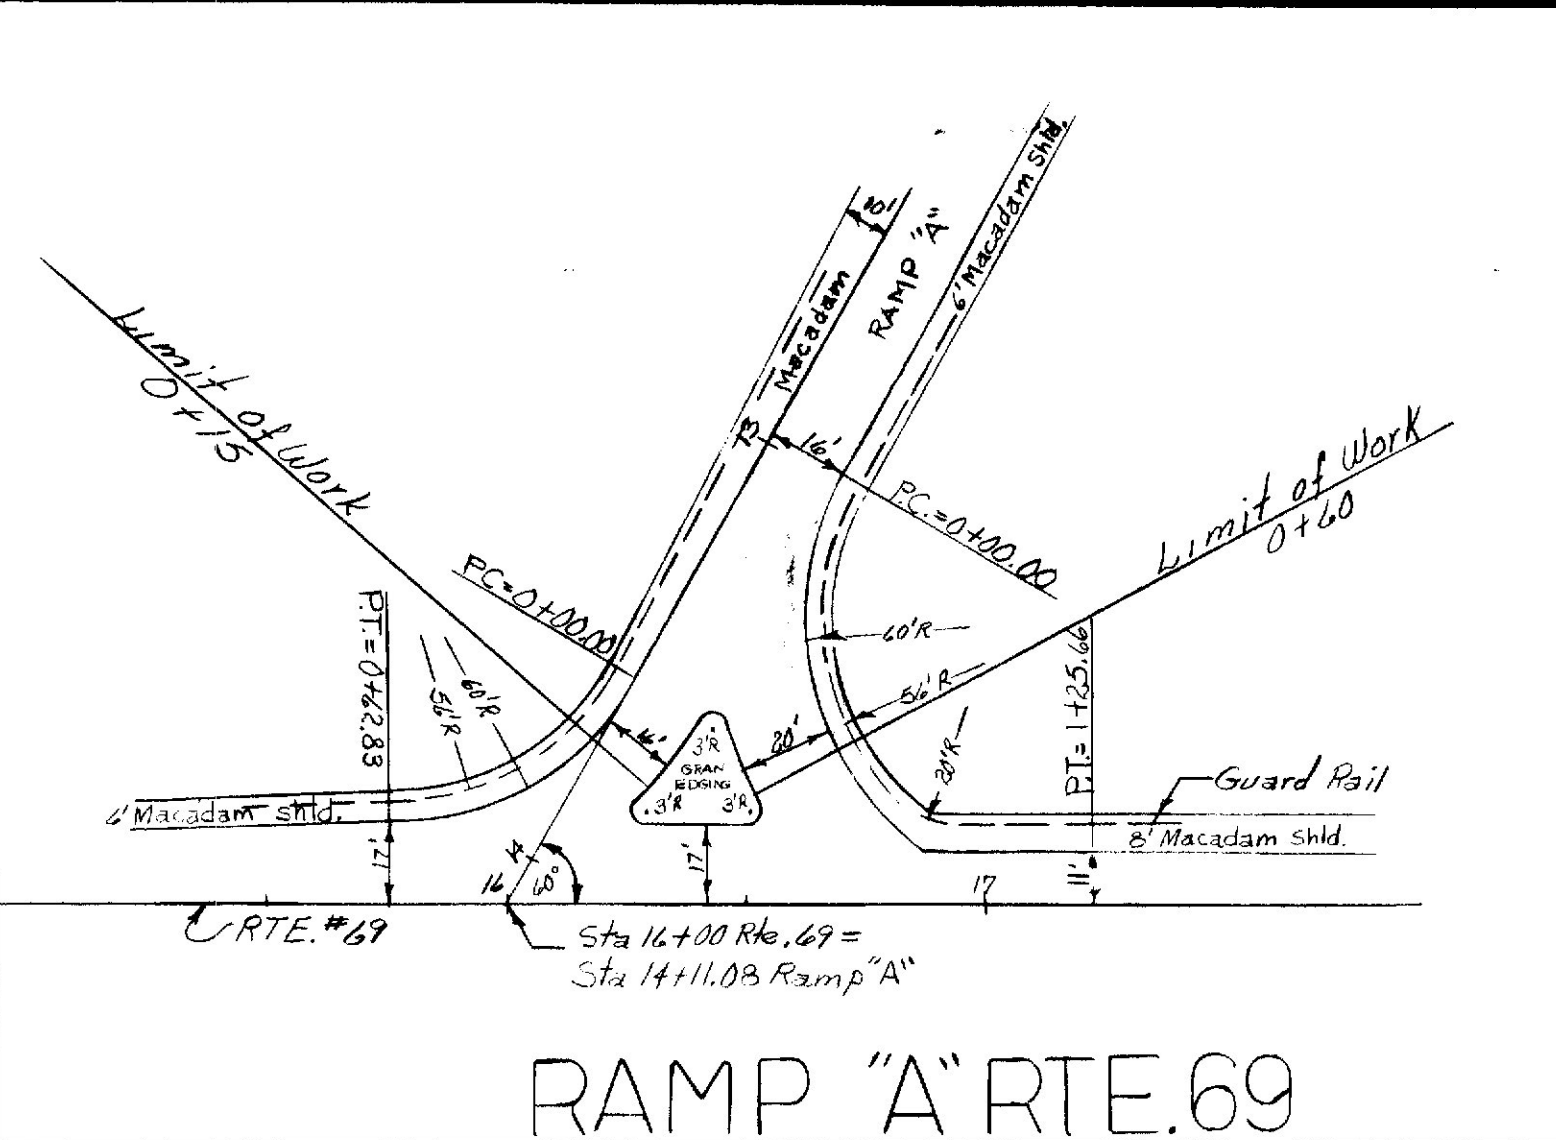 6' Macadam Shld.
8'
RAMP "A"
Macadam
13
16'
P.C.=0+00.00
Limit of Work
0+15
Limit of Work
0+60
P.C.=0+00.00
P.T.=0+62.83
60'R
56'R
60'R
56'R
P.T.=1+25.66
16'
20'
20'R
3'R
GRAN
EDGING
3'R
3'R
Guard Rail
6' Macadam shld.
8' Macadam Shld.
17'
14
60°
17'
11'
16
17
RTE.#69
Sta 16+00 Rte.69=
Sta 14+11.08 Ramp "A"
RAMP "A" RTE.69